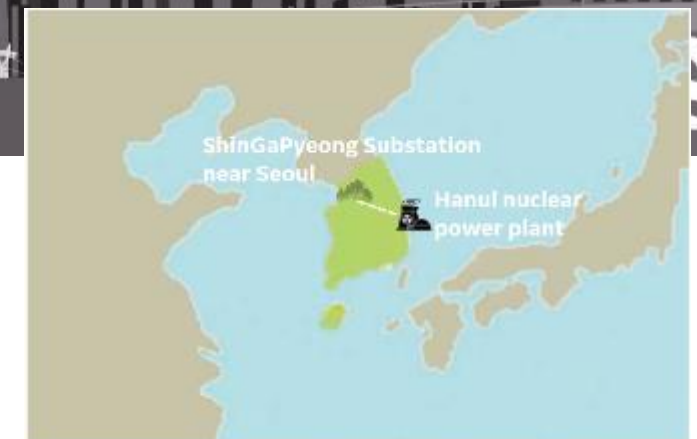 ShinGaPyeong Substation
near Seoul
Hanul nuclear
power plant